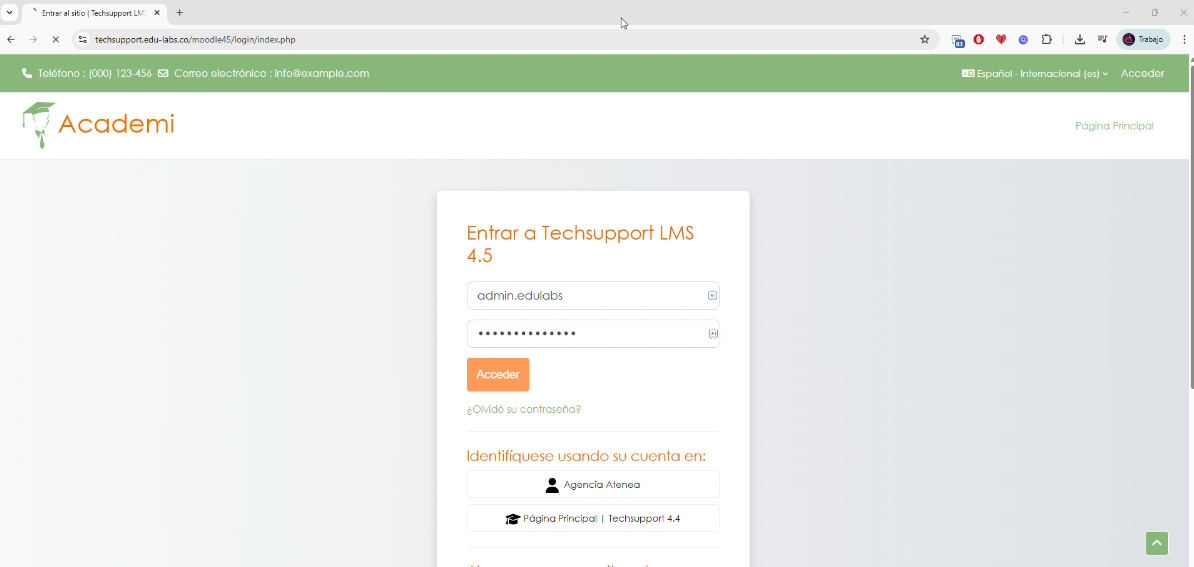 Entrar al sitio | Techsupport LMS
techsupport.edu-labs.co/moodle45/login/index.php
81
Trabajo
Teléfono : (000) 123-456 Correo electrónico : info@example.com
Español - Internacional (es) Acceder
Academi
Página Principal
Entrar a Techsupport LMS
4.5
admin.edulabs
Acceder
¿Olvidó su contraseña?
Identifíquese usando su cuenta en:
Agencia Atenea
Página Principal | Techsupport 4.4